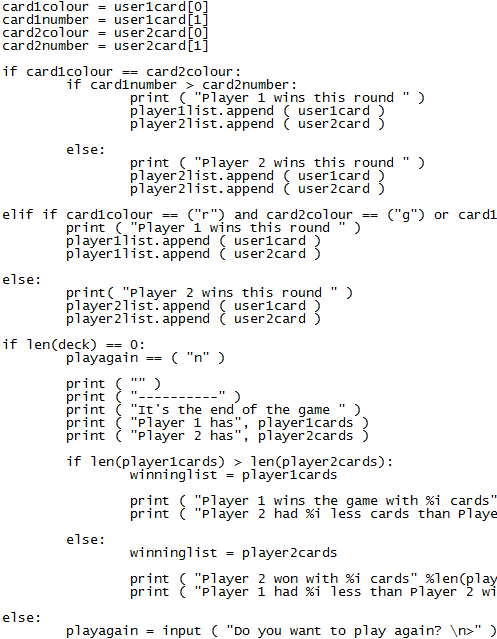 card1colour = user1card[0]
card1number = user1card[1]
card2colour = user2card[0]
card2number = user2card[1]
if card1colour == card2colour:
if card1number > card2number:
print ( "Player 1 wins this round " )
player1list.append ( user1card )
player2list.append ( user2card )
else:
print ( "Player 2 wins this round " )
player2list.append ( user1card )
player2list.append ( user2card )
elif if card1colour == ("r") and card2colour == ("g") or card1
print ( "Player 1 wins this round " )
player1list.append ( user1card )
player1list.append ( user2card )
else:
print( "Player 2 wins this round " )
player2list.append ( user1card )
player2list.append ( user2card )
if len(deck) == 0:
playagain == ( "n" )
print ( "" )
print ( "----------" )
print ( "It's the end of the game " )
print ( "Player 1 has", player1cards )
print ( "Player 2 has", player2cards )
if len(player1cards) > len(player2cards):
winninglist = player1cards
print ( "Player 1 wins the game with %i cards"
print ( "Player 2 had %i less cards than Playe
else:
winninglist = player2cards
print ( "Player 2 won with %i cards" %len(play
print ( "Player 1 had %i less than Player 2 wi
else:
playagain = input ( "Do you want to play again? \n>" )